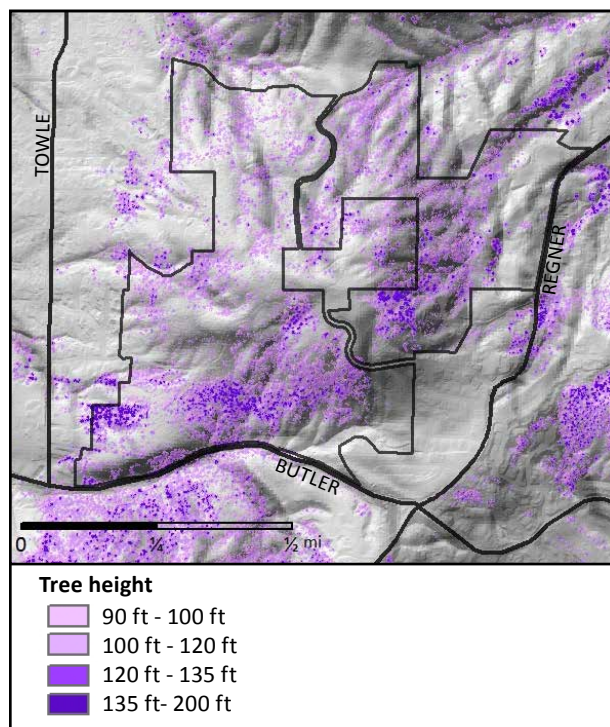 TOWLE
REGNER
BUTLER
0 ¼ ½ mi
Tree height
90 ft - 100 ft
100 ft - 120 ft
120 ft - 135 ft
135 ft- 200 ft